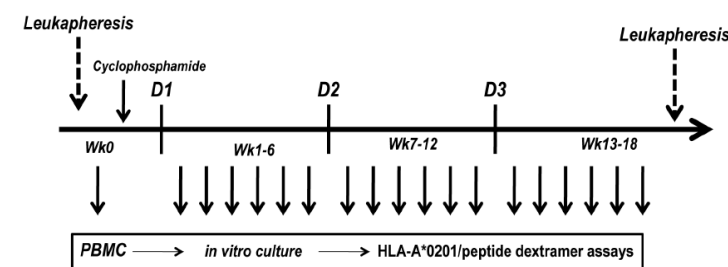 Leukapheresis
Leukapheresis
Cyclophosphamide
D1 D2 D3
Wk0 Wk1-6 Wk7-12 Wk13-18
PBMC in vitro culture HLA-A*0201/peptide dextramer assays